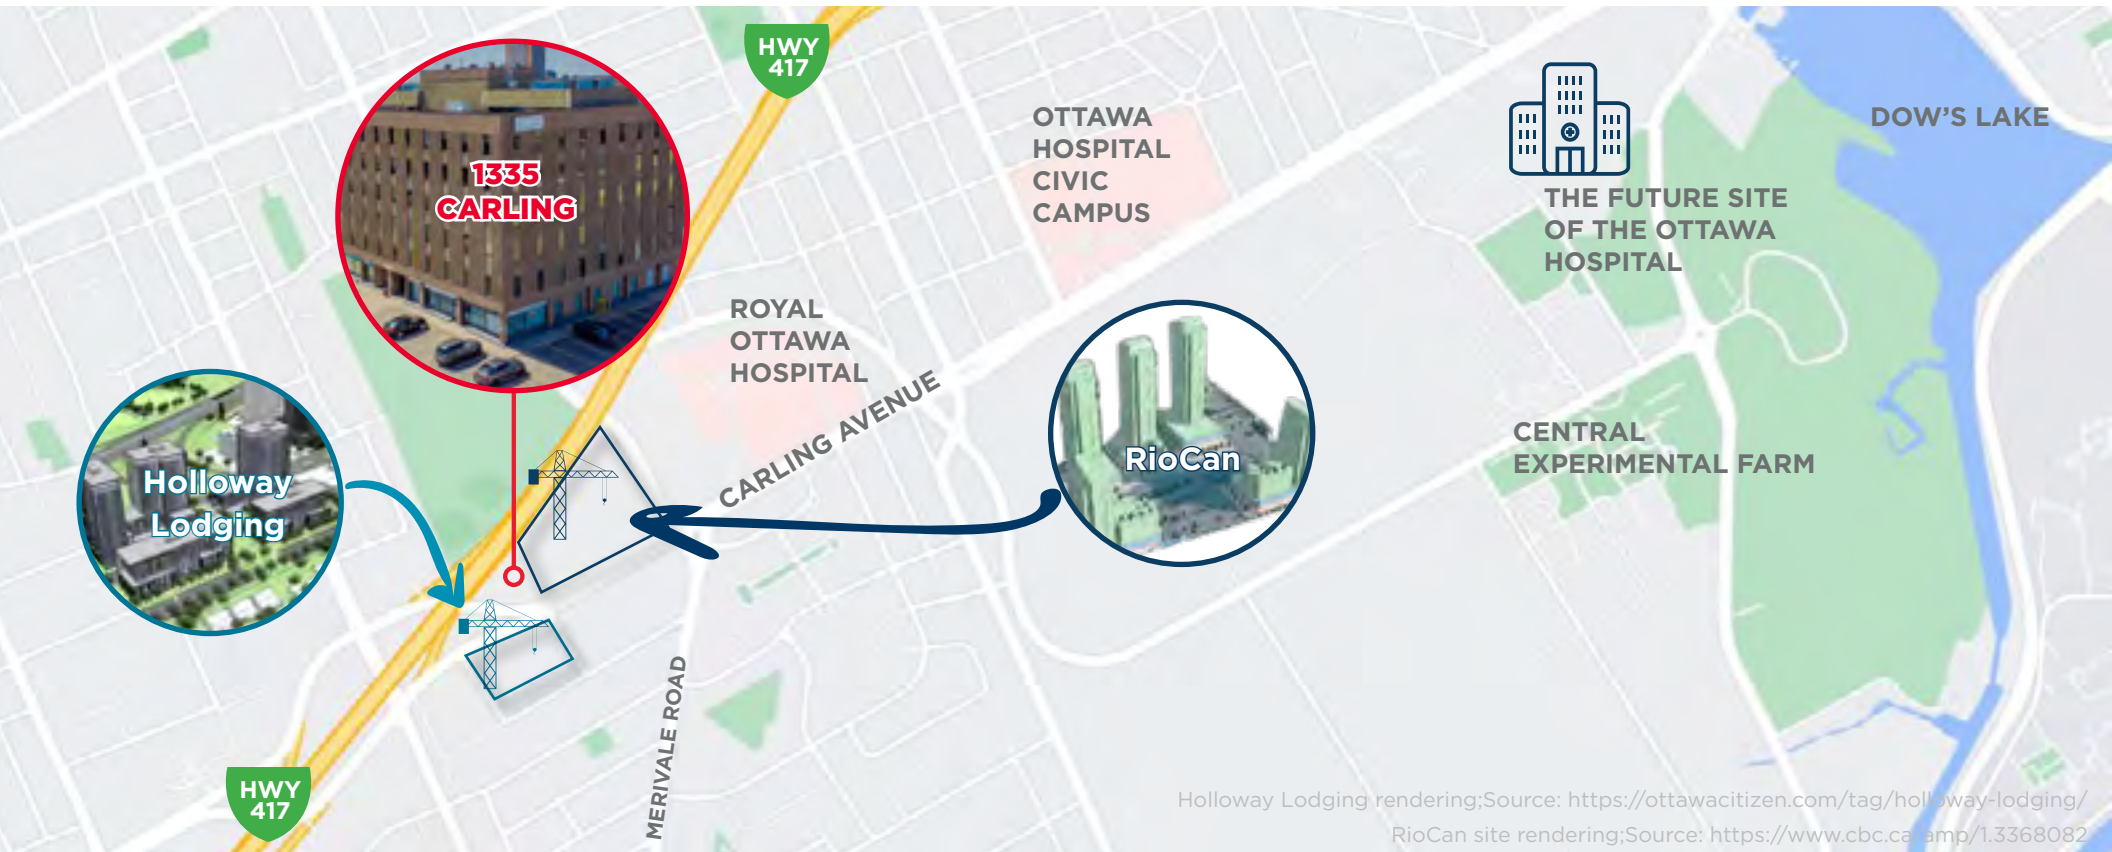 HWY
417
1335
CARLING
OTTAWA
HOSPITAL
CIVIC
CAMPUS
DOW'S LAKE
THE FUTURE SITE
OF THE OTTAWA
HOSPITAL
ROYAL
OTTAWA
HOSPITAL
CARLING AVENUE
RioCan
CENTRAL
EXPERIMENTAL FARM
Holloway
Lodging
MERIVALE ROAD
HWY
417
Holloway Lodging rendering;Source: https://ottawacitizen.com/tag/holloway-lodging/
RioCan site rendering;Source: https://www.cbc.ca/amp/1.3368082